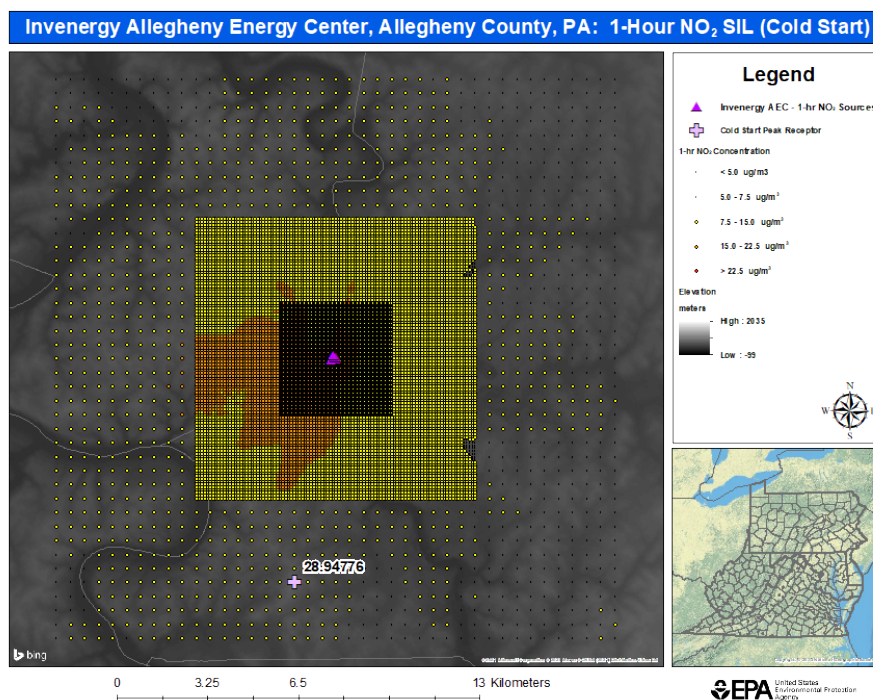 Invenergy Allegheny Energy Center, Allegheny County, PA: 1-Hour NO₂ SIL (Cold Start)
Legend
Invenergy AEC - 1-hr NO₂ Sources
Cold Start Peak Receptor
1-hr NO₂ Concentration
< 5.0 ug/m3
5.0 - 7.5 ug/m³
7.5 - 15.0 ug/m³
15.0 - 22.5 ug/m³
> 22.5 ug/m³
Elevation
meters
High : 2035
Low : -99
N
W
S
28.94776
bing
0 3.25 6.5 13 Kilometers
EPA
United States
Environmental Protection
Agency